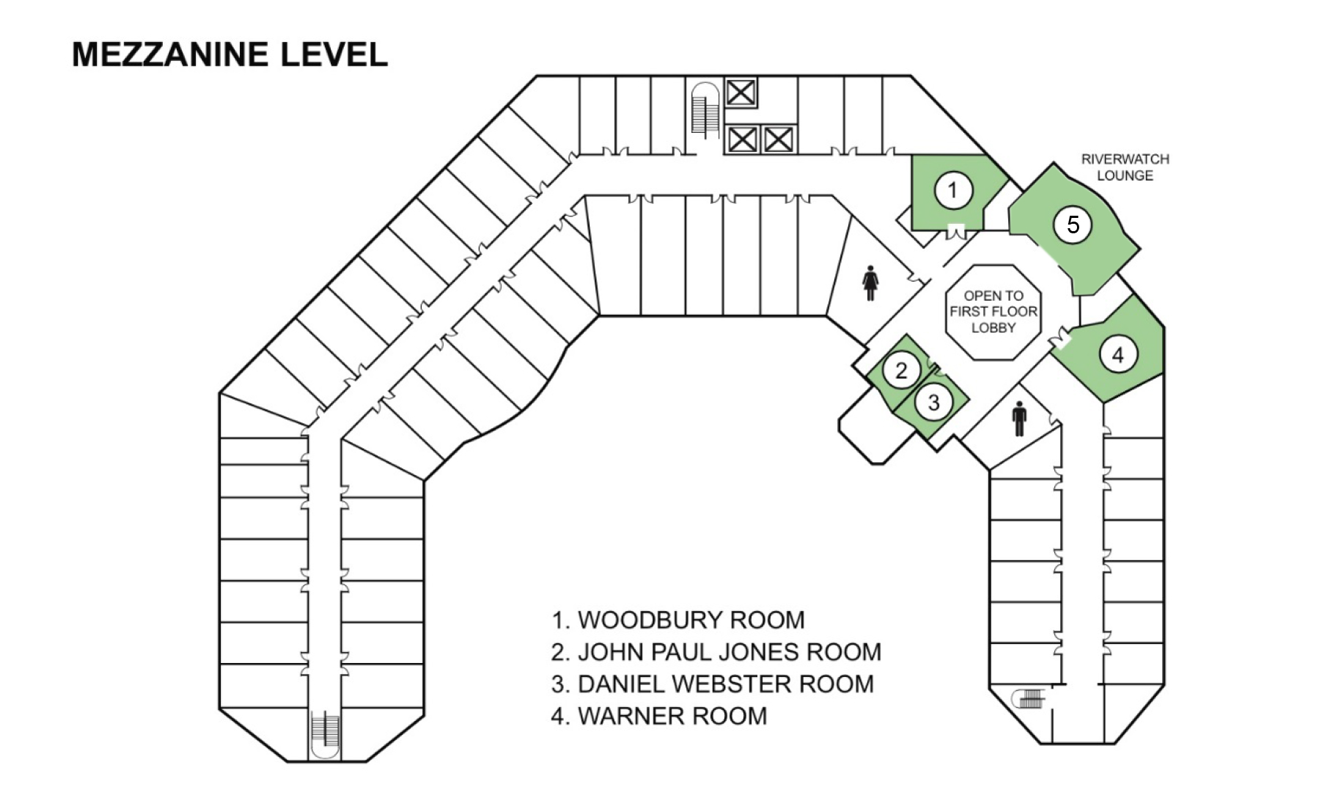 MEZZANINE LEVEL
RIVERWATCH
LOUNGE
1
5
OPEN TO
FIRST FLOOR
LOBBY
4
2
3
1. WOODBURY ROOM
2. JOHN PAUL JONES ROOM
3. DANIEL WEBSTER ROOM
4. WARNER ROOM